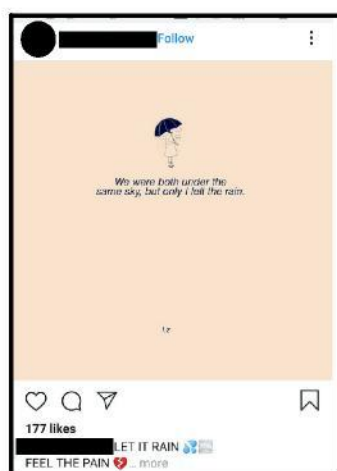 Follow
We were both under the
same sky, but only I felt the rain.
177 likes
LET IT RAIN 💦
FEEL THE PAIN 💔... more